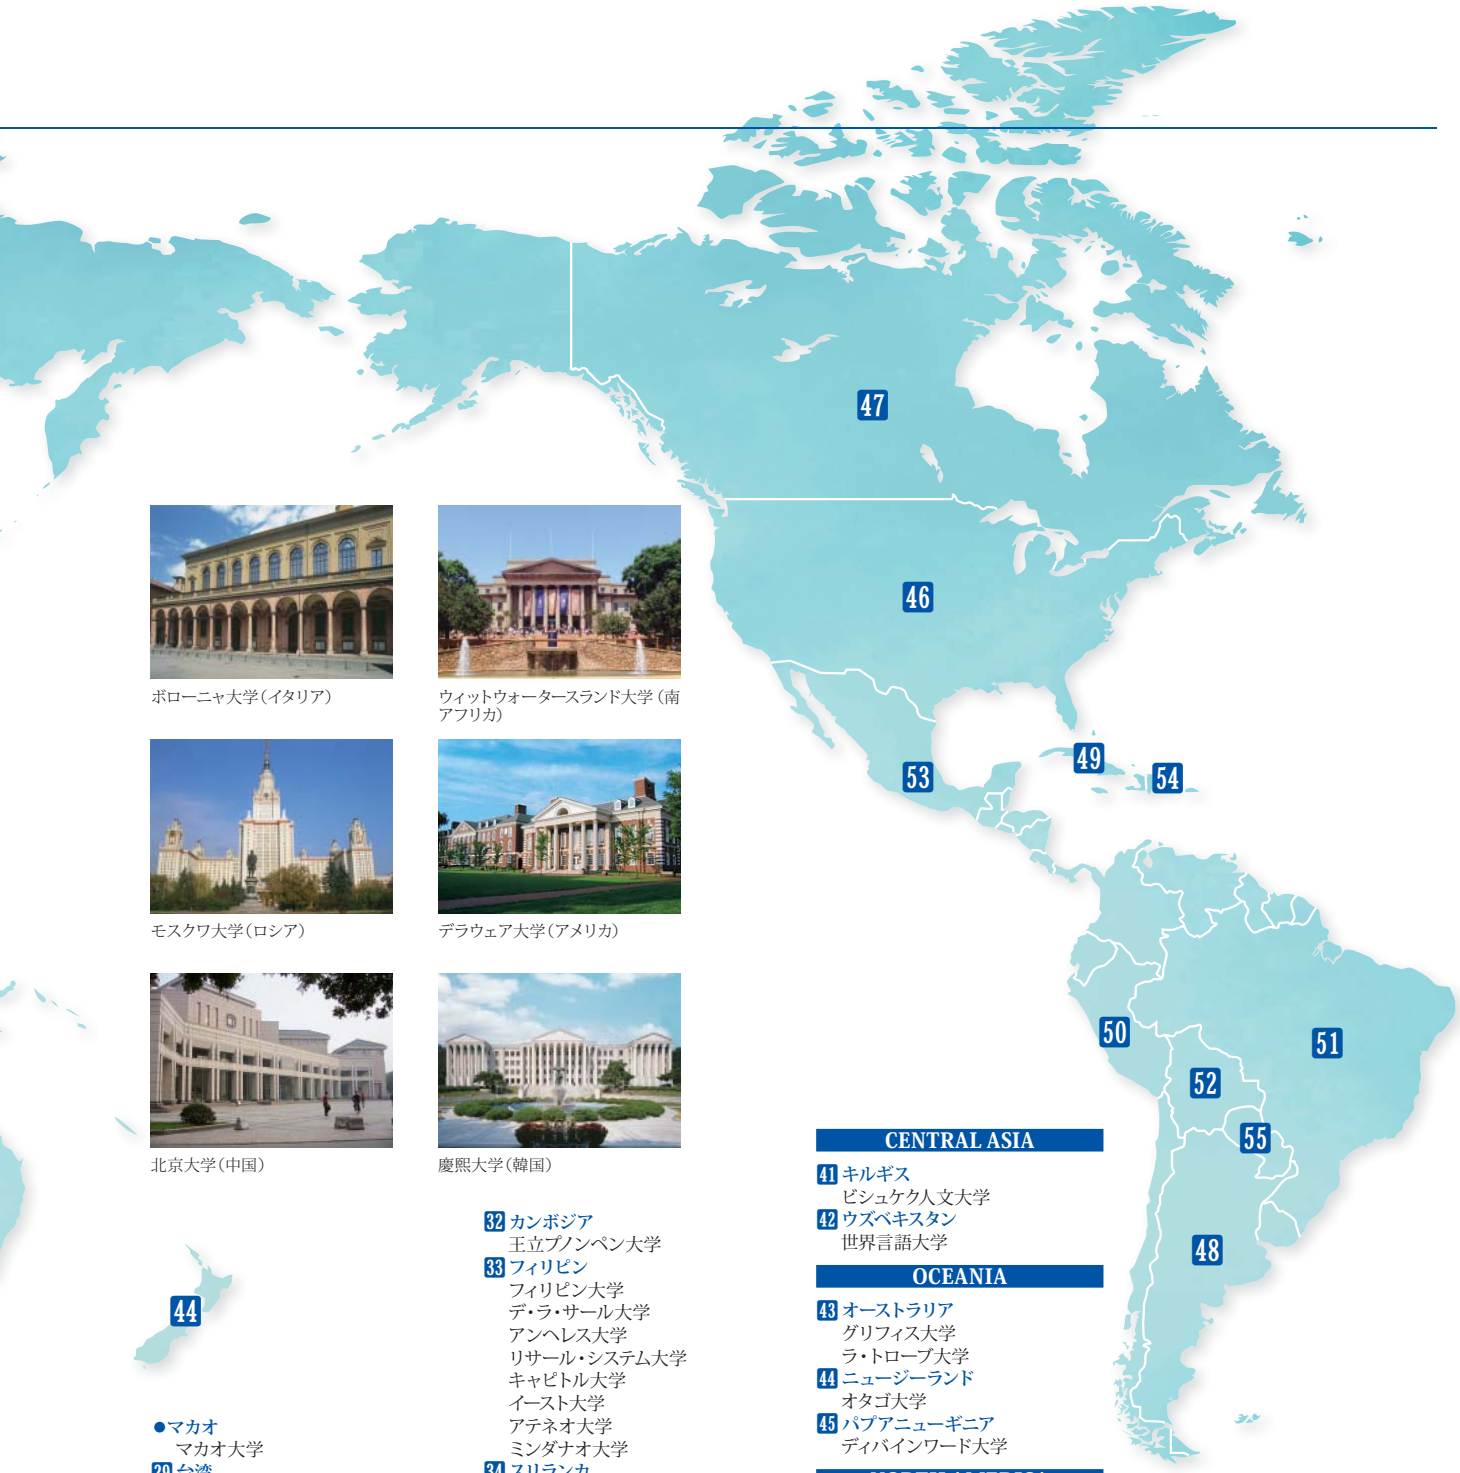 47
46
ボローニャ大学（イタリア）
ウィットウォータースランド大学（南
アフリカ）
49
54
53
モスクワ大学（ロシア）
デラウェア大学（アメリカ）
50
51
52
55
48
北京大学（中国）
慶熙大学（韓国）
44
●マカオ
マカオ大学
29 台湾
32 カンボジア
王立プノンペン大学
33 フィリピン
フィリピン大学
デ・ラ・サール大学
アンヘレス大学
リサール・システム大学
キャピトル大学
イースト大学
アテネオ大学
ミンダナオ大学
34 スリランカ
CENTRAL ASIA
41 キルギス
ビシュケク人文大学
42 ウズベキスタン
世界言語大学
OCEANIA
43 オーストラリア
グリフィス大学
ラ・トローブ大学
44 ニュージーランド
オタゴ大学
45 パプアニューギニア
ディバインワード大学
NORTH AMERICA